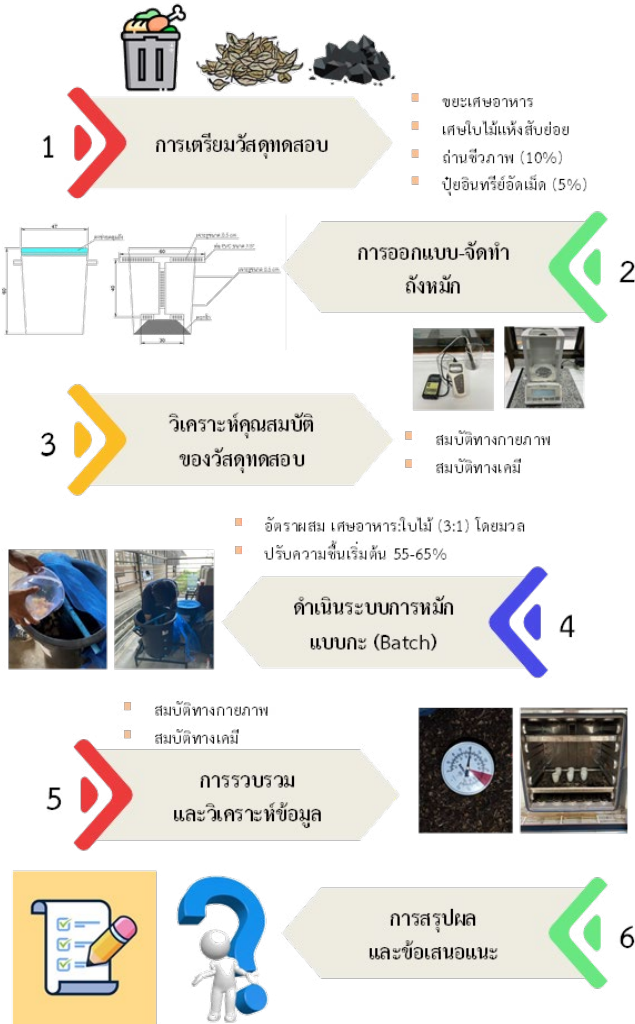 1
การเตรียมวัสดุทดสอบ
ขยะเศษอาหาร
เศษใบไม้แห้งสับย่อย
ถ่านชีวภาพ (10%)
ปุ๋ยอินทรีย์อัดเม็ด (5%)
47
60
60
40
30
การออกแบบ-จัดทำ
ถังหมัก
2
3
วิเคราะห์คุณสมบัติ
ของวัสดุทดสอบ
สมบัติทางกายภาพ
สมบัติทางเคมี
อัตราผสม เศษอาหาร:ใบไม้ (3:1) โดยมวล
ปรับความชื้นเริ่มต้น 55-65%
ดำเนินระบบการหมัก
แบบกะ (Batch)
4
สมบัติทางกายภาพ
สมบัติทางเคมี
5
การรวบรวม
และวิเคราะห์ข้อมูล
การสรุปผล
และข้อเสนอแนะ
6